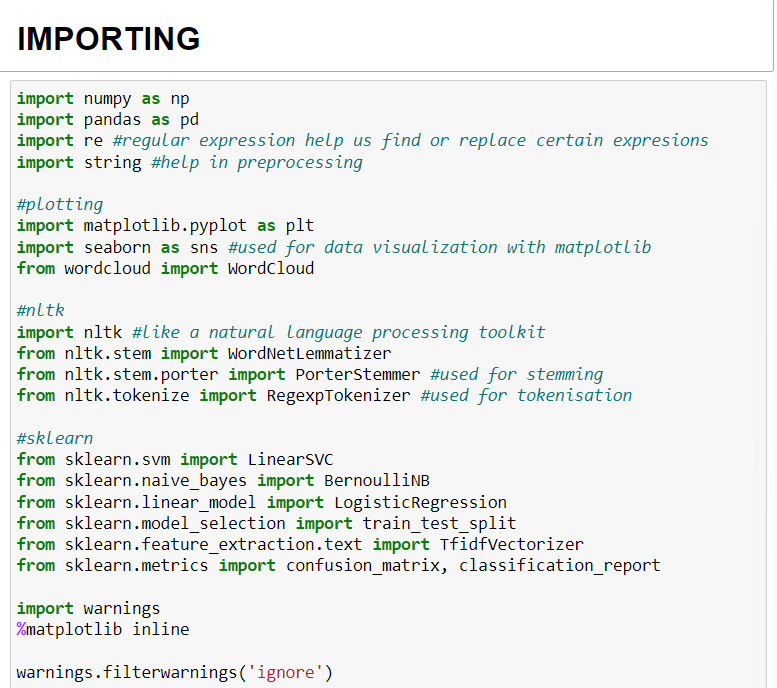 IMPORTING
import numpy as np
import pandas as pd
import re #regular expression help us find or replace certain expresions
import string #help in preprocessing
#plotting
import matplotlib.pyplot as plt
import seaborn as sns #used for data visualization with matplotlib
from wordcloud import WordCloud
#nltk
import nltk #like a natural language processing toolkit
from nltk.stem import WordNetLemmatizer
from nltk.stem.porter import PorterStemmer #used for stemming
from nltk.tokenize import RegexpTokenizer #used for tokenisation
#sklearn
from sklearn.svm import LinearSVC
from sklearn.naive_bayes import BernoulliNB
from sklearn.linear_model import LogisticRegression
from sklearn.model_selection import train_test_split
from sklearn.feature_extraction.text import TfidfVectorizer
from sklearn.metrics import confusion_matrix, classification_report
import warnings
%matplotlib inline
warnings.filterwarnings('ignore')